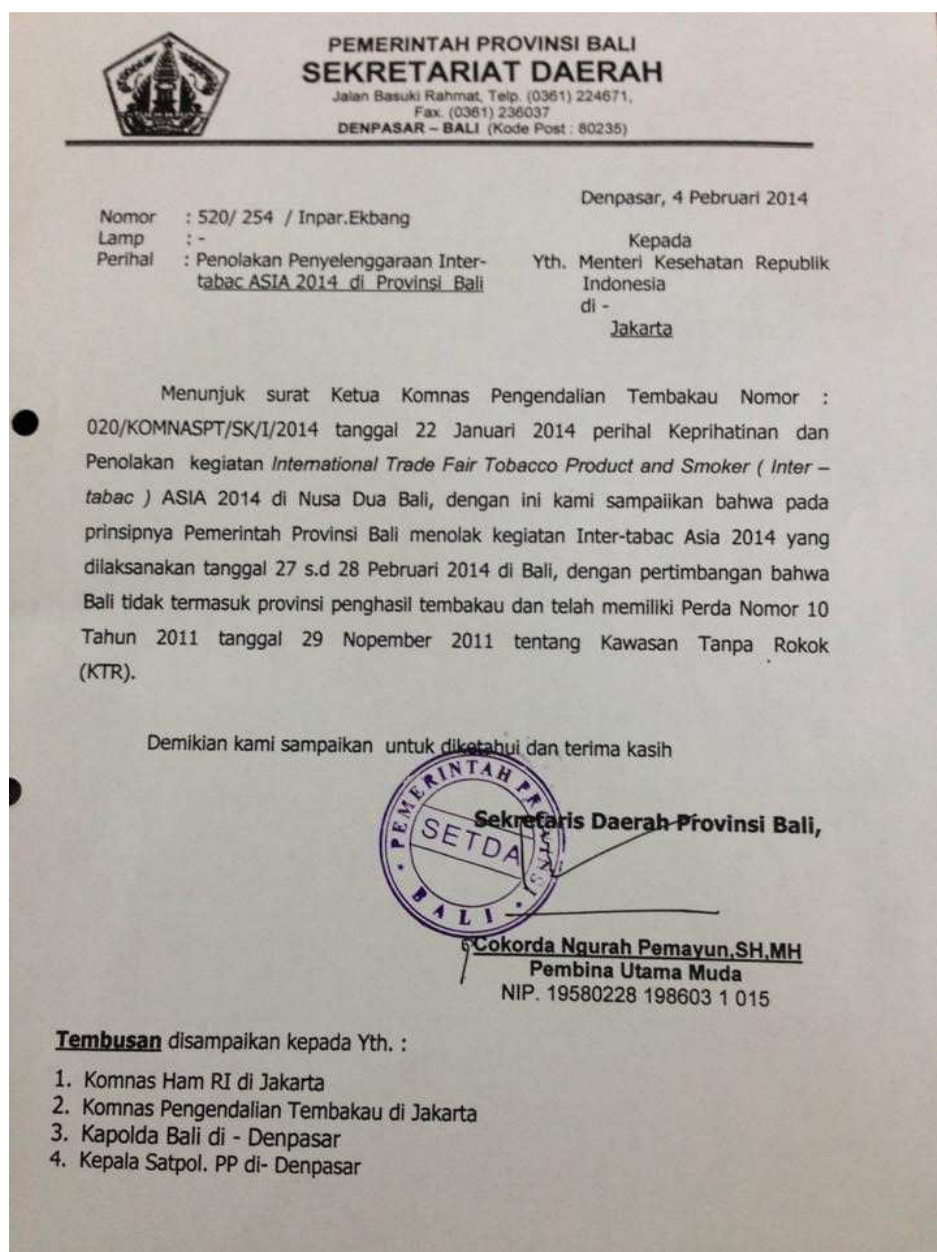 PEMERINTAH PROVINSI BALI
SEKRETARIAT DAERAH
Jalan Basuki Rahmat, Telp. (0361) 224671,
Fax. (0361) 236037
DENPASAR – BALI (Kode Post : 80235)
Denpasar, 4 Pebruari 2014
Nomor : 520/ 254 / Inpar.Ekbang
Lamp : -
Perihal : Penolakan Penyelenggaraan Inter-
tabac ASIA 2014 di Provinsi Bali
Kepada
Yth. Menteri Kesehatan Republik
Indonesia
di -
Jakarta
Menunjuk surat Ketua Komnas Pengendalian Tembakau Nomor :
020/KOMNASPT/SK/I/2014 tanggal 22 Januari 2014 perihal Keprihatinan dan
Penolakan kegiatan International Trade Fair Tobacco Product and Smoker ( Inter –
tabac ) ASIA 2014 di Nusa Dua Bali, dengan ini kami sampaiikan bahwa pada
prinsipnya Pemerintah Provinsi Bali menolak kegiatan Inter-tabac Asia 2014 yang
dilaksanakan tanggal 27 s.d 28 Pebruari 2014 di Bali, dengan pertimbangan bahwa
Bali tidak termasuk provinsi penghasil tembakau dan telah memiliki Perda Nomor 10
Tahun 2011 tanggal 29 Nopember 2011 tentang Kawasan Tanpa Rokok
(KTR).
Demikian kami sampaikan untuk diketahui dan terima kasih
PEMERINTAH PROVINSI
SETDA
BALI
Sekretaris Daerah Provinsi Bali,
Cokorda Ngurah Pemayun,SH,MH
Pembina Utama Muda
NIP. 19580228 198603 1 015
Tembusan disampaikan kepada Yth. :
1. Komnas Ham RI di Jakarta
2. Komnas Pengendalian Tembakau di Jakarta
3. Kapolda Bali di - Denpasar
4. Kepala Satpol. PP di- Denpasar